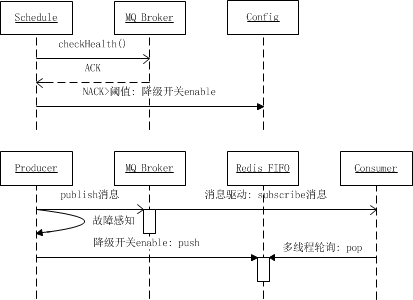 Schedule
MQ Broker
Config
checkHealth()
ACK
NACK>阈值: 降级开关enable
Producer
MQ Broker
Redis FIFO
Consumer
publish消息
消息驱动: subscribe消息
故障感知
降级开关enable: push
多线程轮询: pop